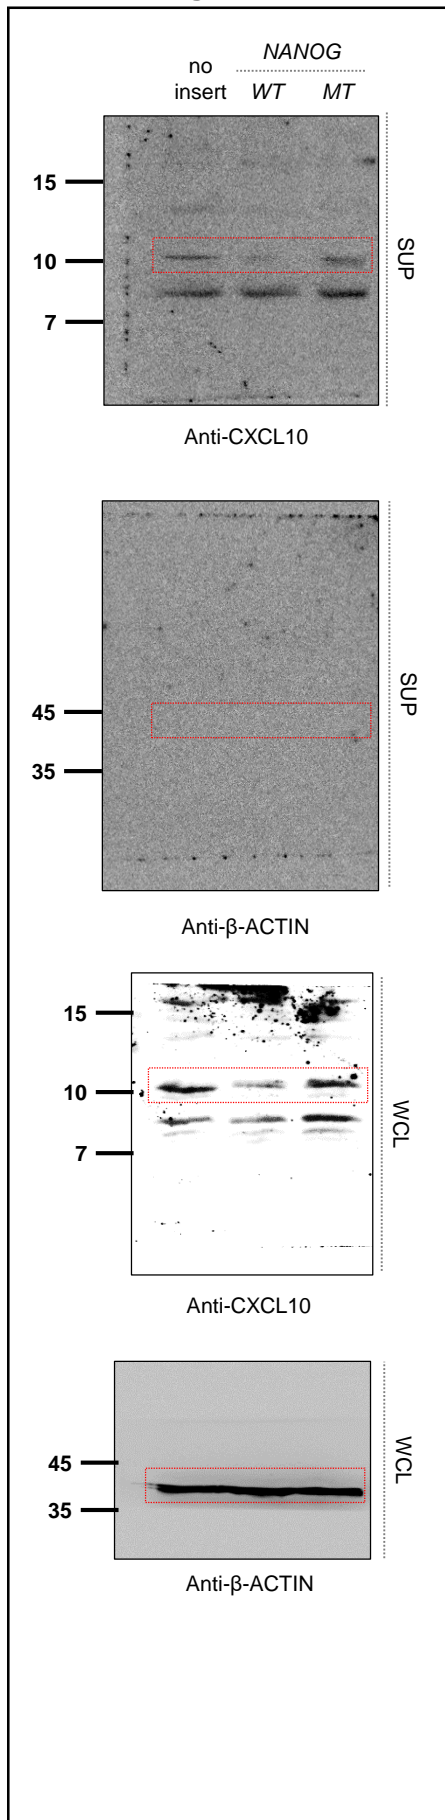 NANOG
no insert WT MT
15
10
7
SUP
Anti-CXCL10
45
35
SUP
Anti-β-ACTIN
15
10
7
WCL
Anti-CXCL10
45
35
WCL
Anti-β-ACTIN